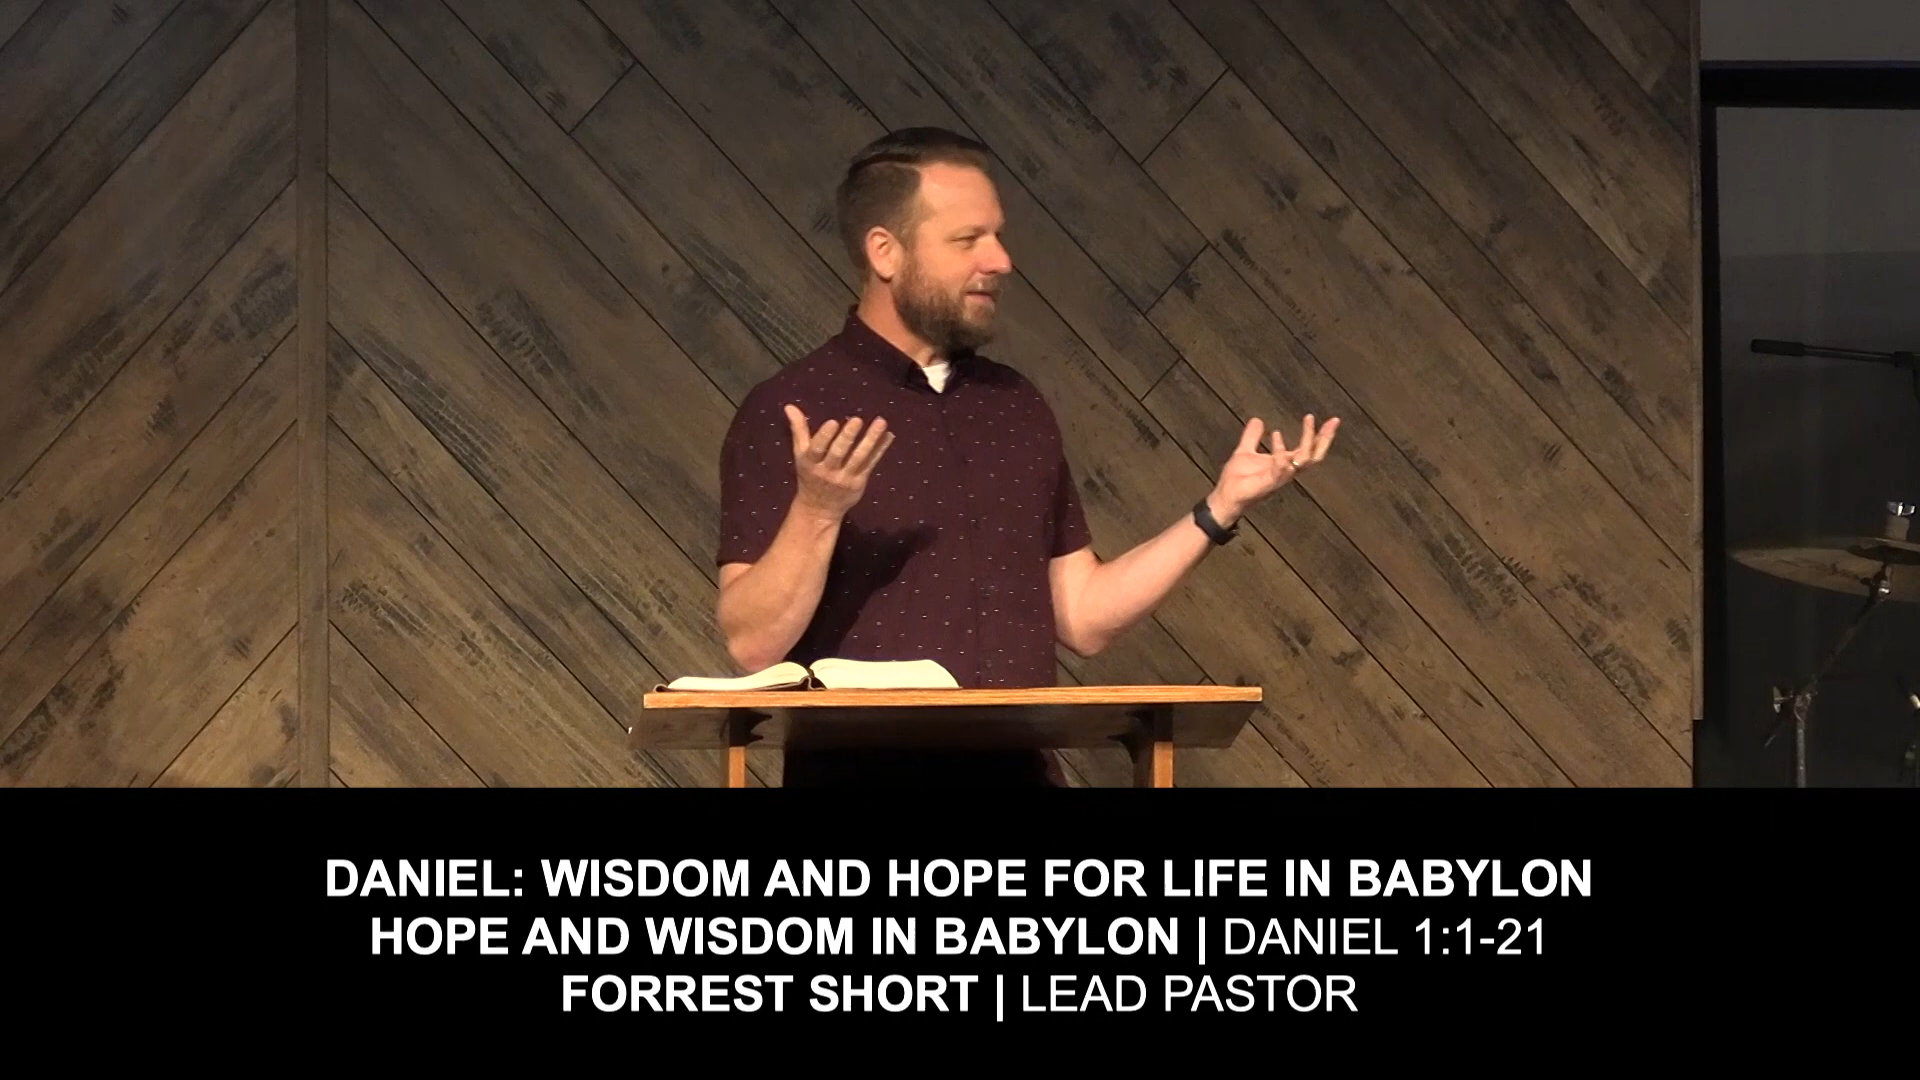 DANIEL: WISDOM AND HOPE FOR LIFE IN BABYLON
HOPE AND WISDOM IN BABYLON | DANIEL 1:1-21
FORREST SHORT | LEAD PASTOR